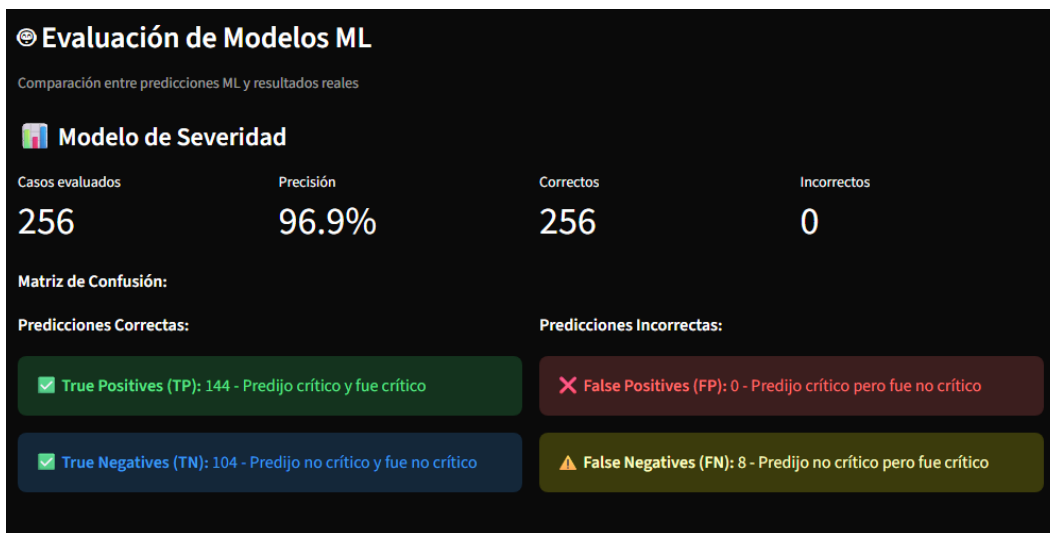 Evaluación de Modelos ML
Comparación entre predicciones ML y resultados reales
Modelo de Severidad
Casos evaluados
256
Precisión
96.9%
Correctos
256
Incorrectos
0
Matriz de Confusión:
Predicciones Correctas:
True Positives (TP): 144 - Predijo crítico y fue crítico
True Negatives (TN): 104 - Predijo no crítico y fue no crítico
Predicciones Incorrectas:
False Positives (FP): 0 - Predijo crítico pero fue no crítico
False Negatives (FN): 8 - Predijo no crítico pero fue crítico